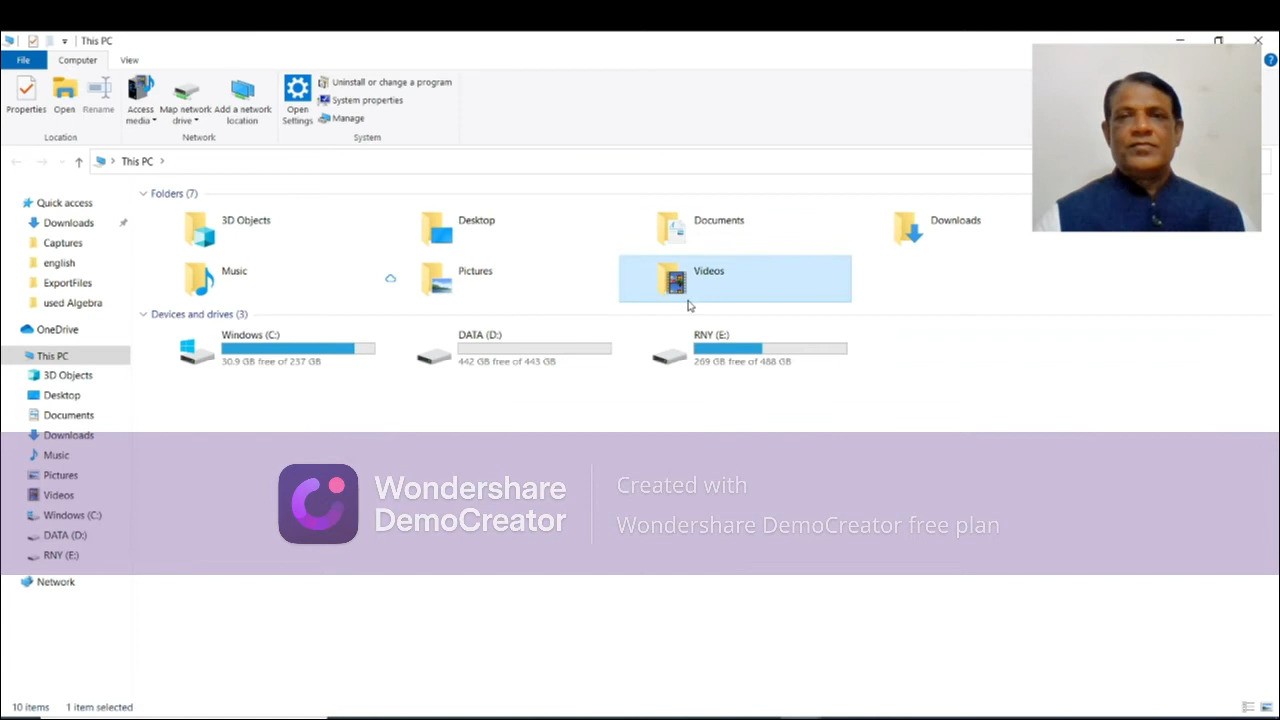 This PC
File
Computer
View
Properties
Open
Rename
Access media
Map network drive
Add a network location
Open Settings
Uninstall or change a program
System properties
Manage
Location
Network
System
This PC
Quick access
Downloads
Captures
english
ExportFiles
used Algebra
OneDrive
This PC
3D Objects
Desktop
Documents
Downloads
Music
Pictures
Videos
Windows (C:)
DATA (D:)
RNY (E:)
Network
Folders (7)
3D Objects
Desktop
Documents
Downloads
Music
Pictures
Videos
Devices and drives (3)
Windows (C:)
30.9 GB free of 237 GB
DATA (D:)
442 GB free of 443 GB
RNY (E:)
269 GB free of 488 GB
Wondershare
DemoCreator
Created with
Wondershare DemoCreator free plan
10 items
1 item selected